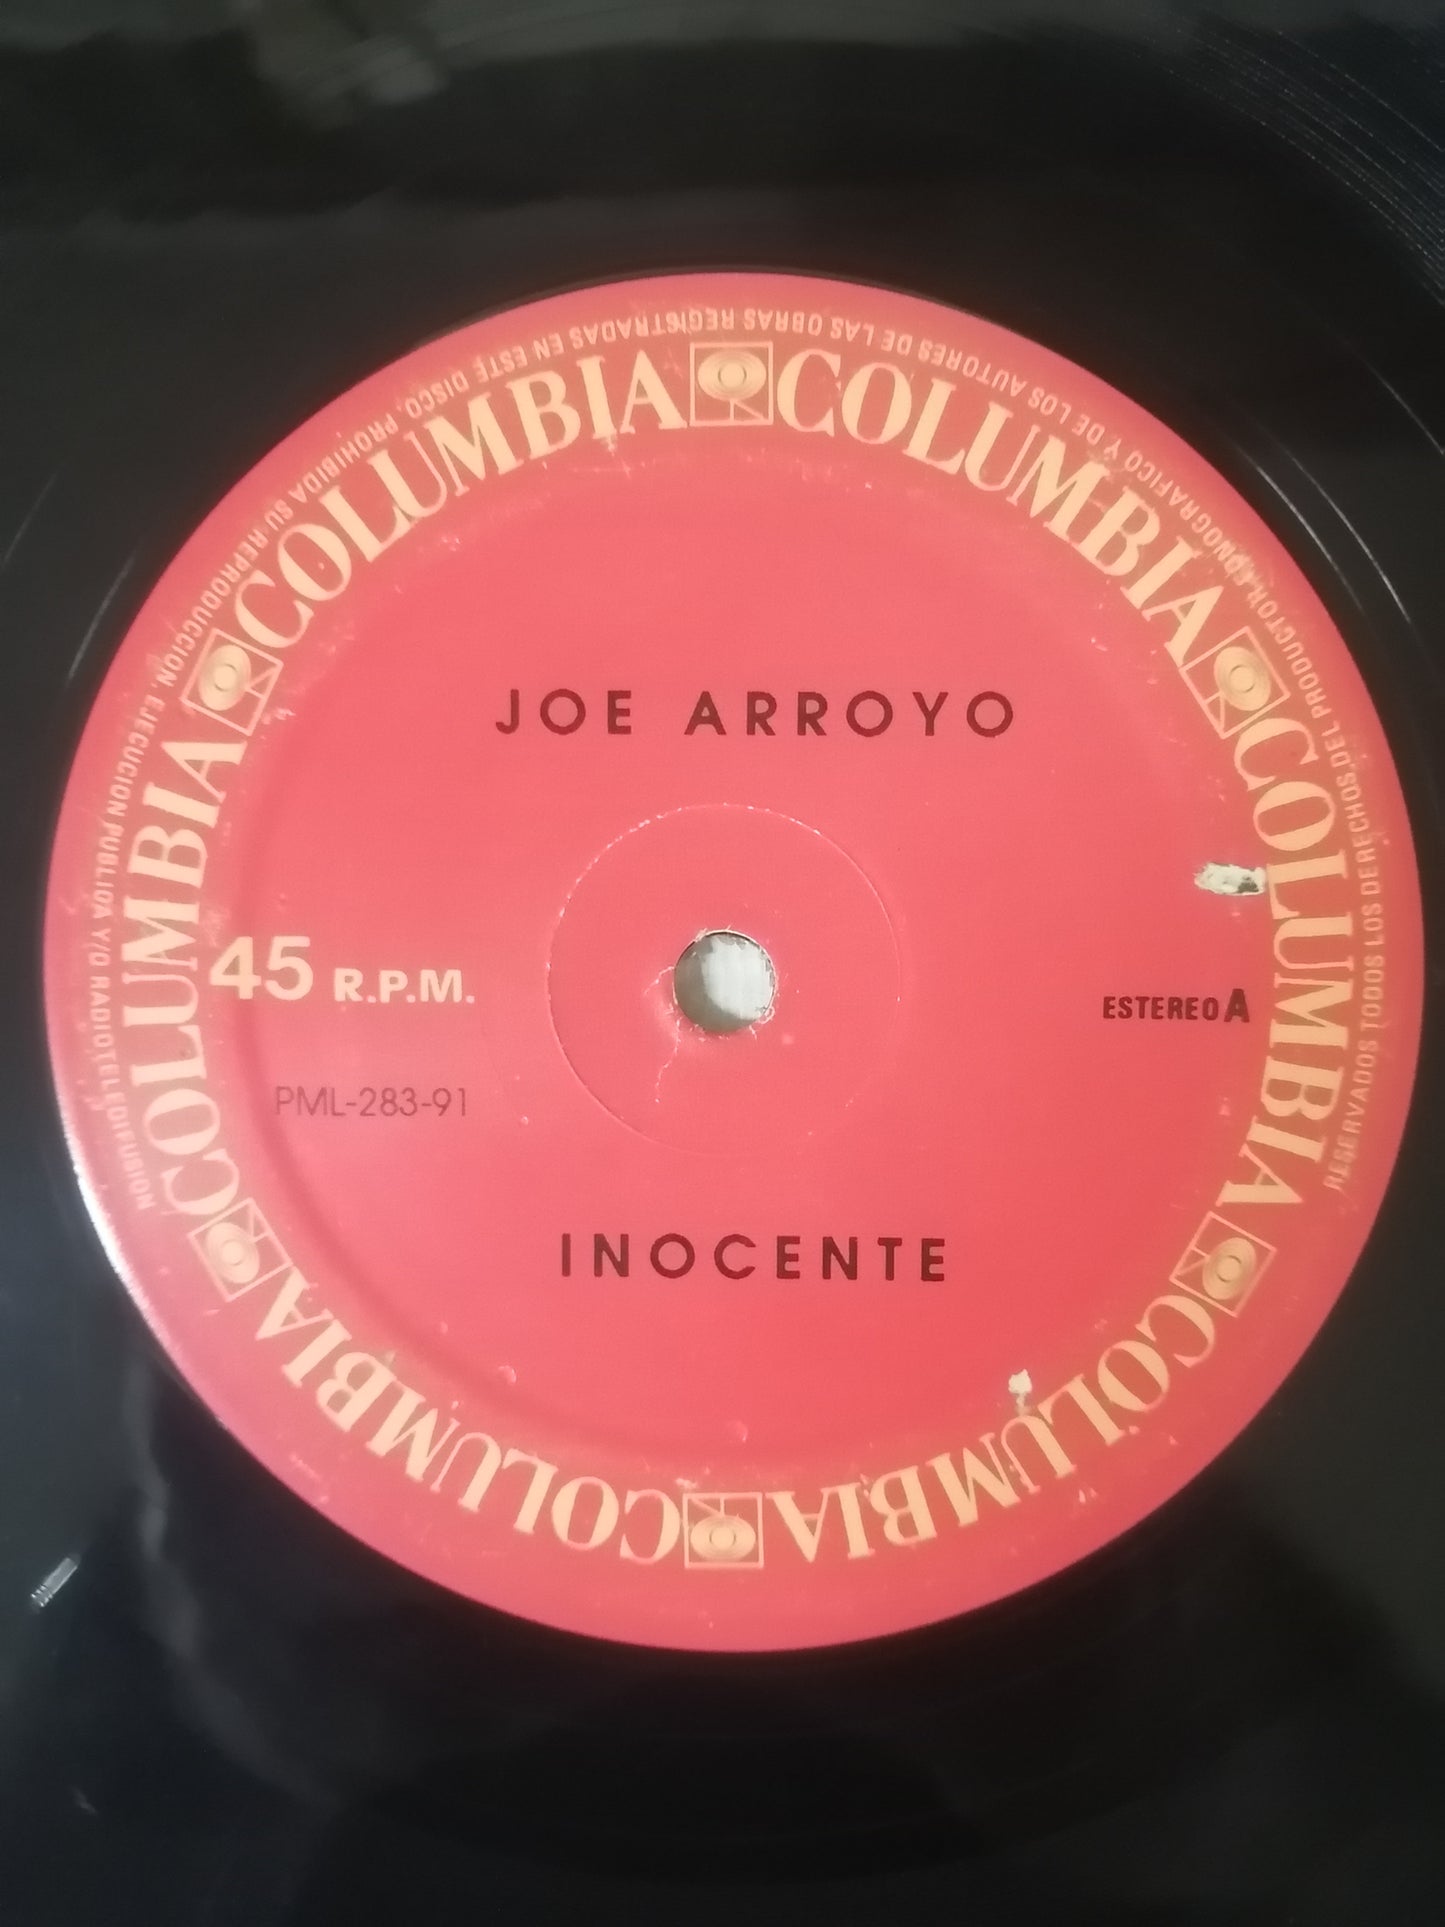 RESERVADOS TODOS LOS DERECHOS DEL PRODUCTOR FONOGRAFICO Y DE LOS AUTORES DE LAS OBRAS REGISTRADAS EN ESTE DISCO, PROHIBIDA SU REPRODUCCION, EJECUCION PUBLICA Y/O RADIOTELEDIFUSION
COLUMBIA COLUMBIA COLUMBIA COLUMBIA COLUMBIA COLUMBIA
JOE ARROYO
45 R.P.M.
ESTEREO A
PML-283-91
INOCENTE